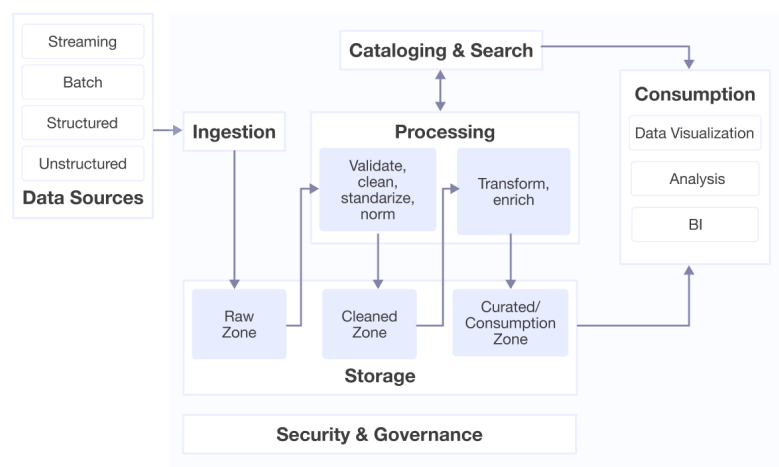 Streaming
Batch
Structured
Unstructured
Data Sources
Ingestion
Cataloging & Search
Processing
Validate,
clean,
standarize,
norm
Transform,
enrich
Consumption
Data Visualization
Analysis
BI
Raw
Zone
Cleaned
Zone
Curated/
Consumption
Zone
Storage
Security & Governance